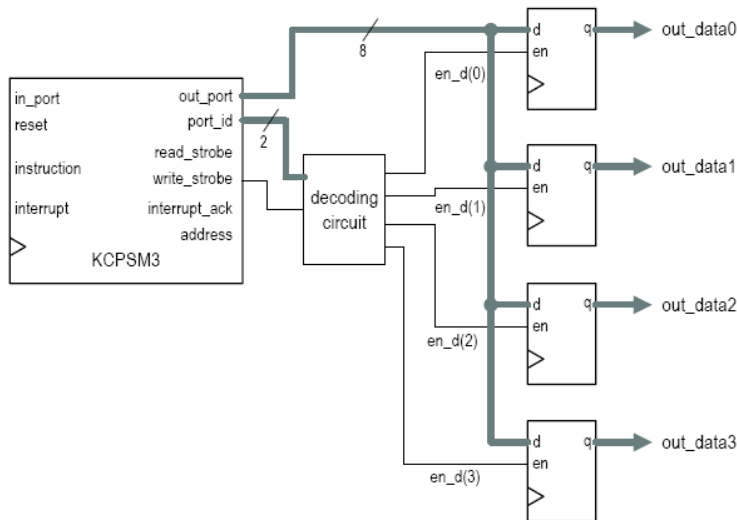 in_port
reset
instruction
interrupt
out_port
port_id
read_strobe
write_strobe
interrupt_ack
address
KCPSM3
8
2
decoding
circuit
en_d(0)
en_d(1)
en_d(2)
en_d(3)
d
q
en
out_data0
d
q
en
out_data1
d
q
en
out_data2
d
q
en
out_data3